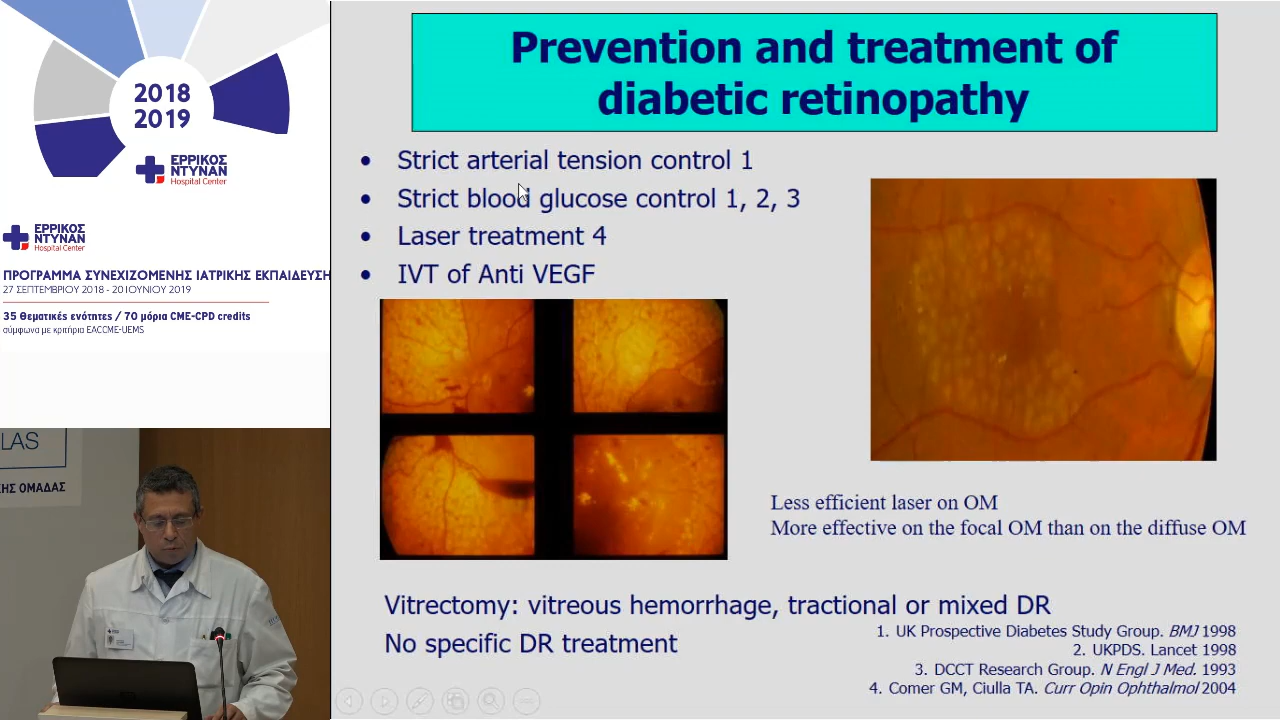 2018
2019
ΕΡΡΙΚΟΣ
ΝΤΥΝΑΝ
Hospital Center
ΕΡΡΙΚΟΣ
ΝΤΥΝΑΝ
Hospital Center
ΠΡΟΓΡΑΜΜΑ ΣΥΝΕΧΙΖΟΜΕΝΗΣ ΙΑΤΡΙΚΗΣ ΕΚΠΑΙΔΕΥΣΗ
27 ΣΕΠΤΕΜΒΡΙΟΥ 2018 - 20 ΙΟΥΝΙΟΥ 2019
35 Θεματικές ενότητες / 70 μόρια CME-CPD credits
σύμφωνα με κριτήρια EACCME-UEMS
LAS
ΚΗΣ ΟΜΑΔΑΣ
Prevention and treatment of
diabetic retinopathy
• Strict arterial tension control 1
• Strict blood glucose control 1, 2, 3
• Laser treatment 4
• IVT of Anti VEGF
Less efficient laser on OM
More effective on the focal OM than on the diffuse OM
Vitrectomy: vitreous hemorrhage, tractional or mixed DR
No specific DR treatment
1. UK Prospective Diabetes Study Group. BMJ 1998
2. UKPDS. Lancet 1998
3. DCCT Research Group. N Engl J Med. 1993
4. Comer GM, Ciulla TA. Curr Opin Ophthalmol 2004